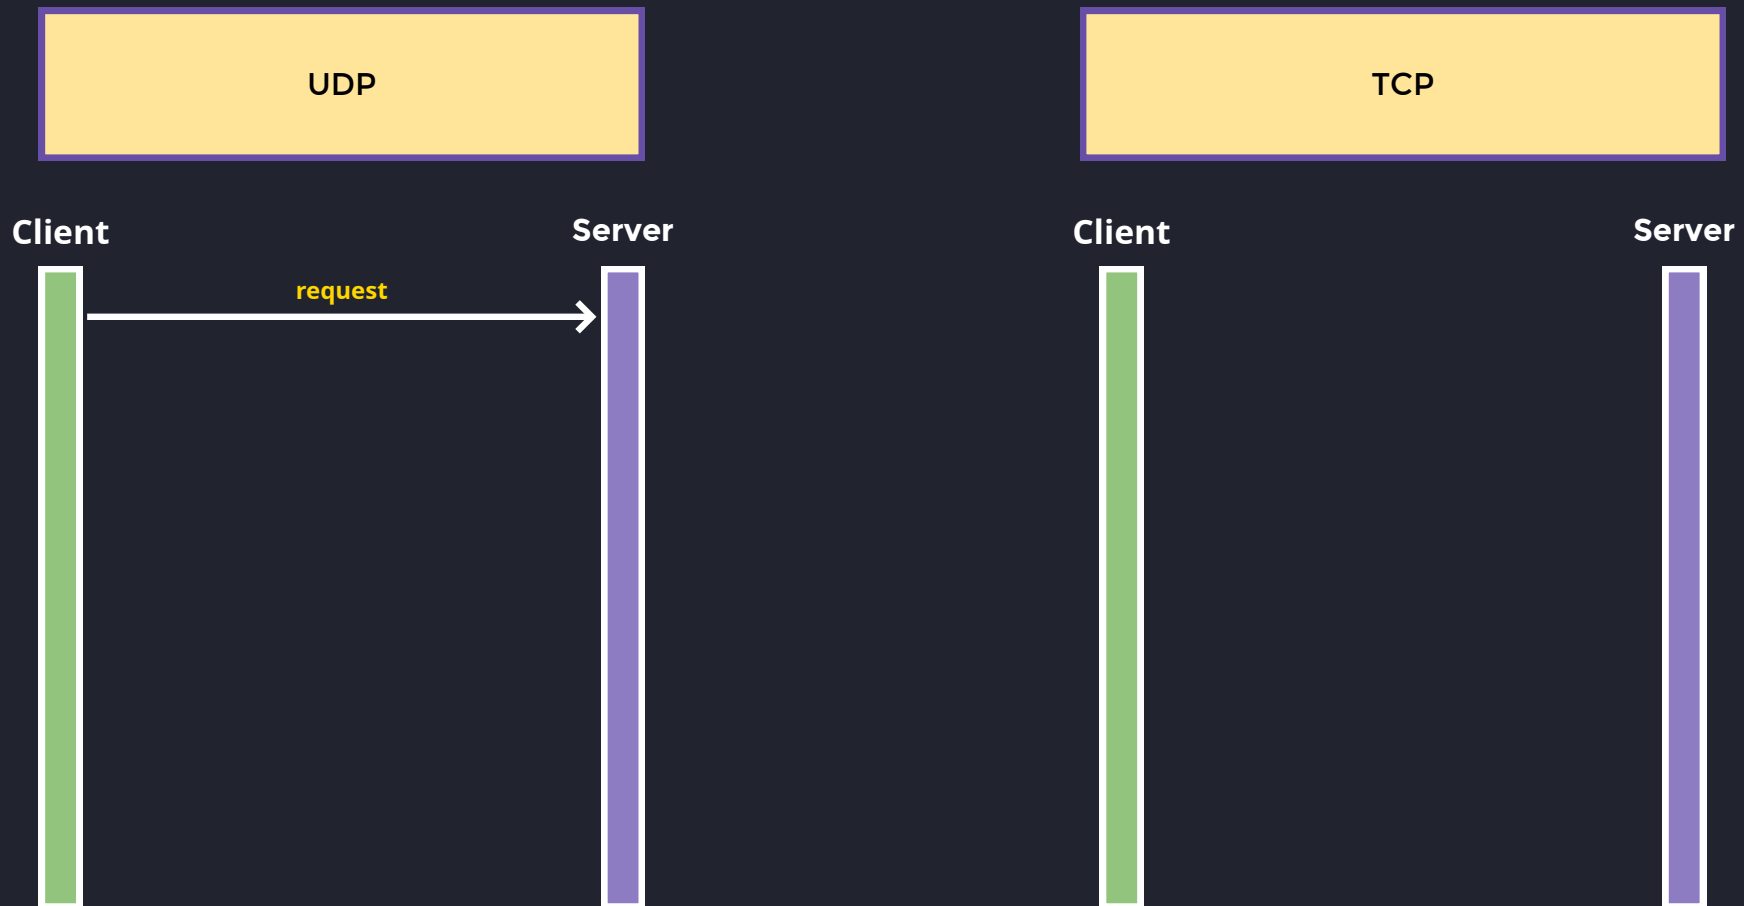 UDP
TCP
Client
Server
Client
Server
request